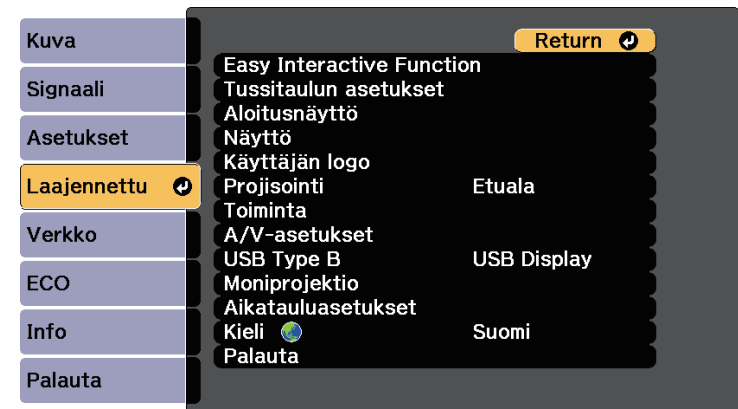 Kuva
Signaali
Asetukset
Laajennettu
Verkko
ECO
Info
Palauta
Return
Easy Interactive Function
Tussitaulun asetukset
Aloitusnäyttö
Näyttö
Käyttäjän logo
Projisointi Etuala
Toiminta
A/V-asetukset
USB Type B USB Display
Moniprojektio
Aikatauluasetukset
Kieli Suomi
Palauta